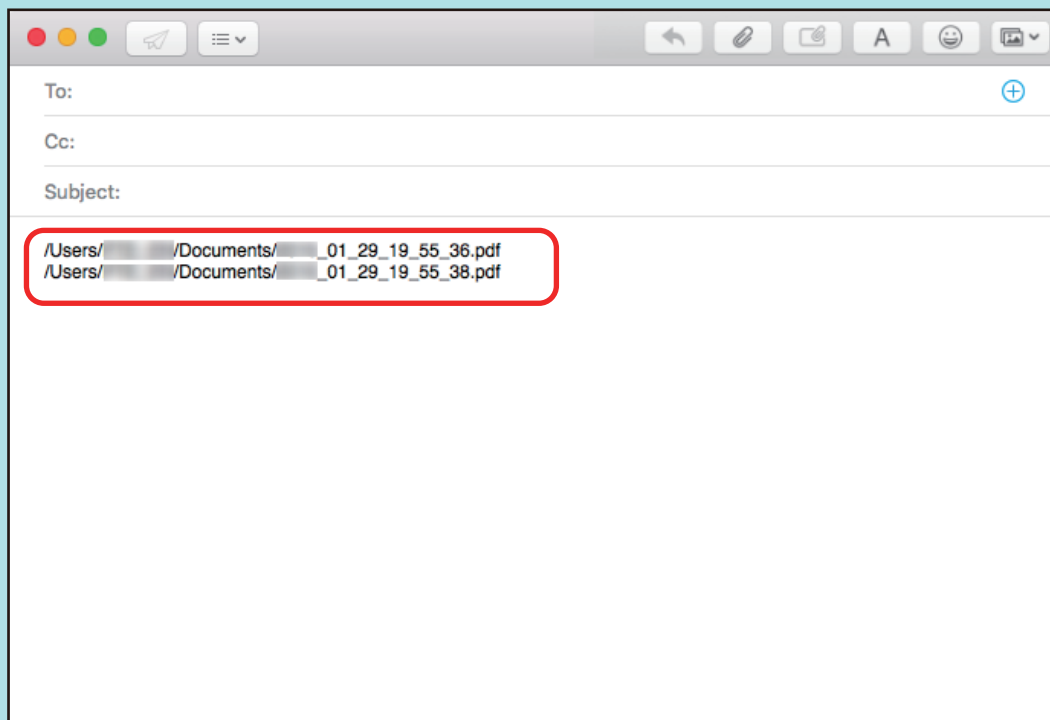 To:
Cc:
Subject:
/Users/ /Documents/ _01_29_19_55_36.pdf
/Users/ /Documents/ _01_29_19_55_38.pdf